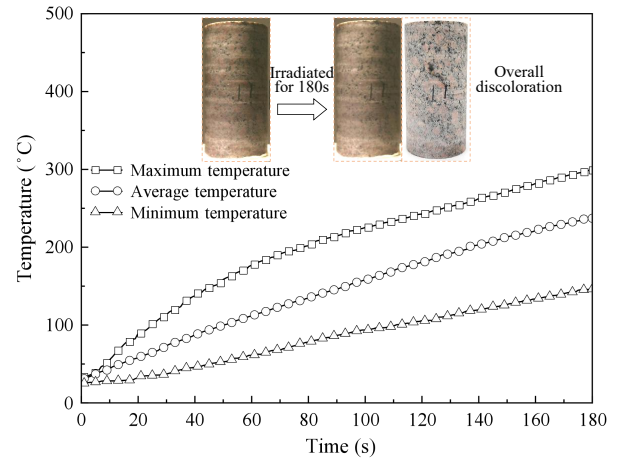 500
400
300
200
100
0
Temperature (°C)
Irradiated
for 180s
Overall
discoloration
11
Maximum temperature
Average temperature
Minimum temperature
0 20 40 60 80 100 120 140 160 180
Time (s)